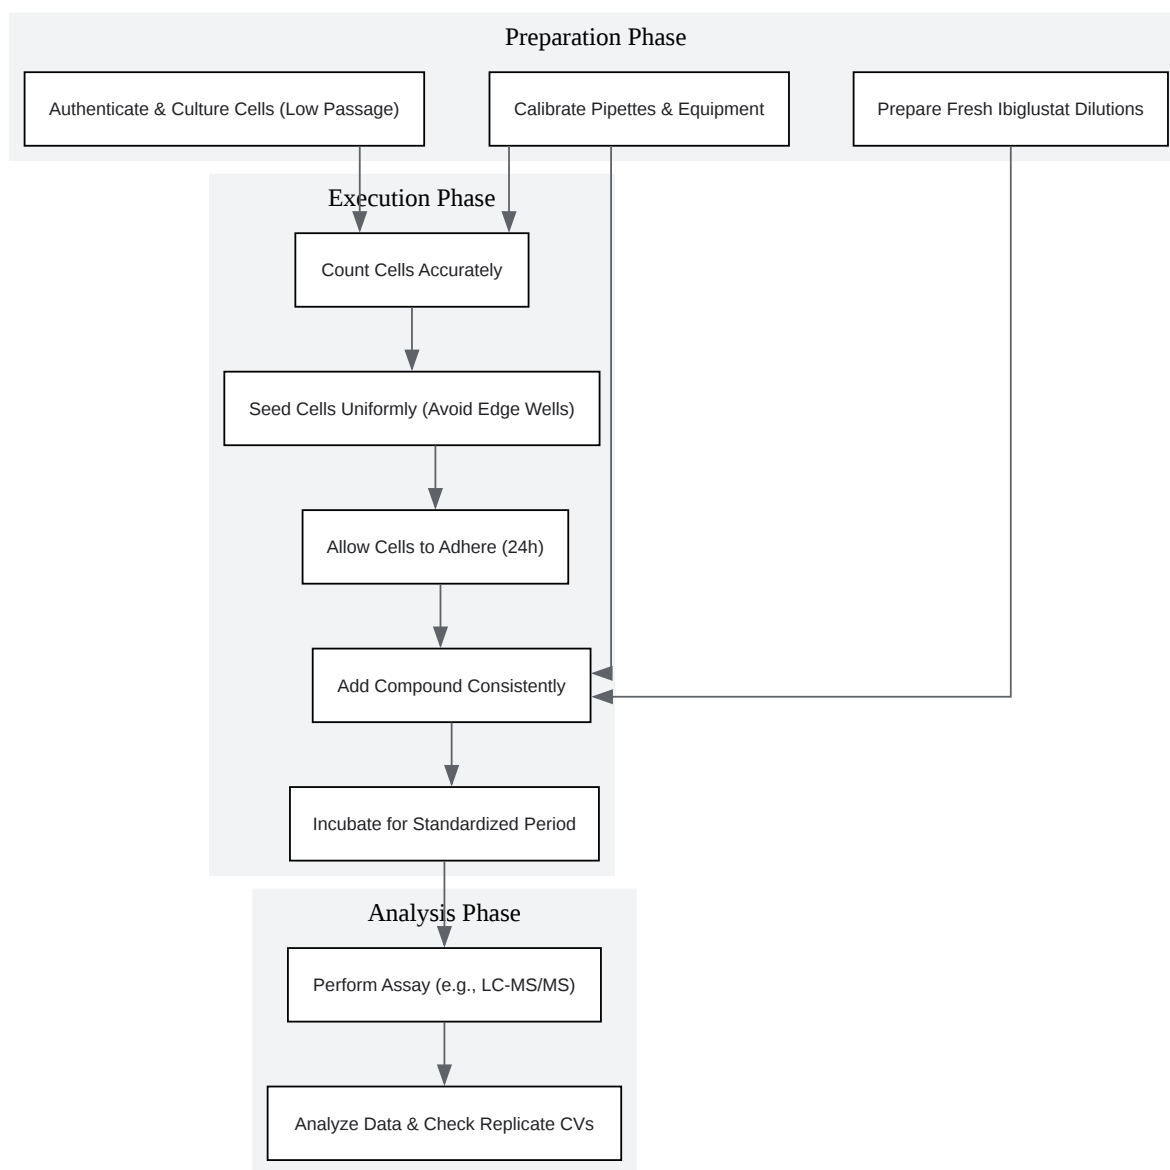 Preparation Phase
Authenticate & Culture Cells (Low Passage)
Calibrate Pipettes & Equipment
Prepare Fresh Ibiglustat Dilutions
Execution Phase
Count Cells Accurately
Seed Cells Uniformly (Avoid Edge Wells)
Allow Cells to Adhere (24h)
Add Compound Consistently
Incubate for Standardized Period
Analysis Phase
Perform Assay (e.g., LC-MS/MS)
Analyze Data & Check Replicate CVs